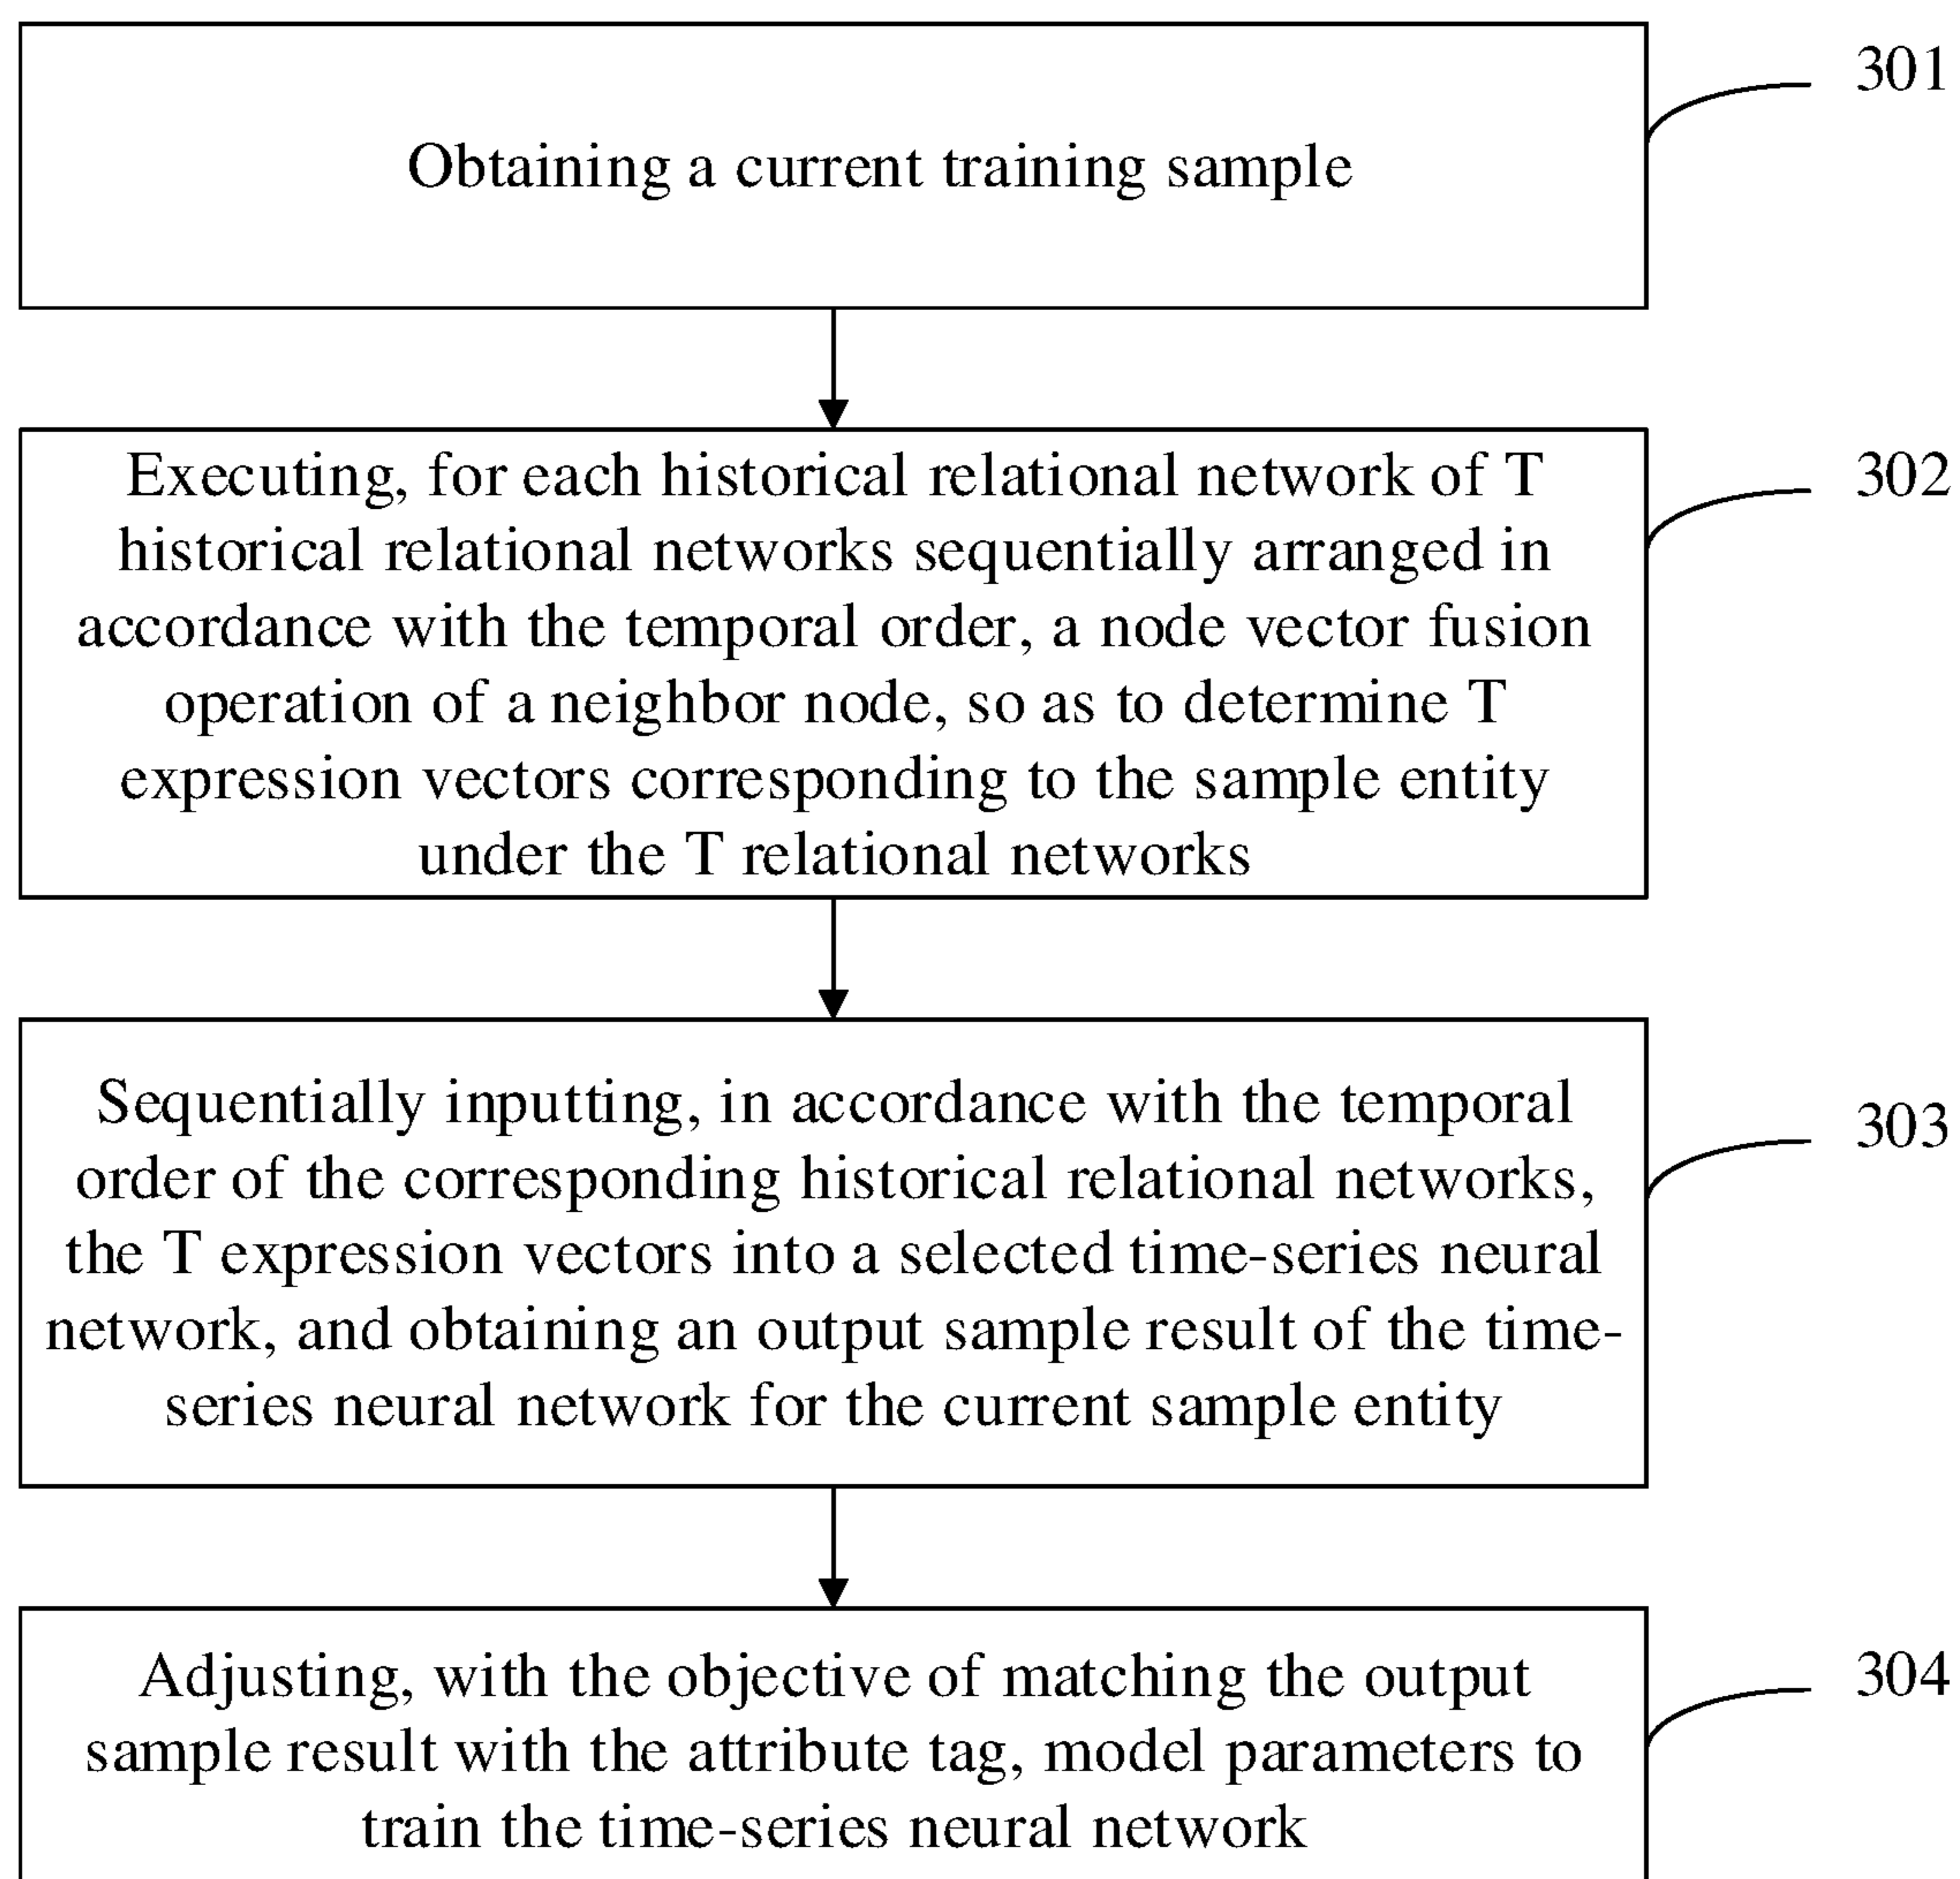 301
Obtaining a current training sample
302
Executing, for each historical relational network of T
historical relational networks sequentially arranged in
accordance with the temporal order, a node vector fusion
operation of a neighbor node, so as to determine T
expression vectors corresponding to the sample entity
under the T relational networks
303
Sequentially inputting, in accordance with the temporal
order of the corresponding historical relational networks,
the T expression vectors into a selected time-series neural
network, and obtaining an output sample result of the time-
series neural network for the current sample entity
304
Adjusting, with the objective of matching the output
sample result with the attribute tag, model parameters to
train the time-series neural network